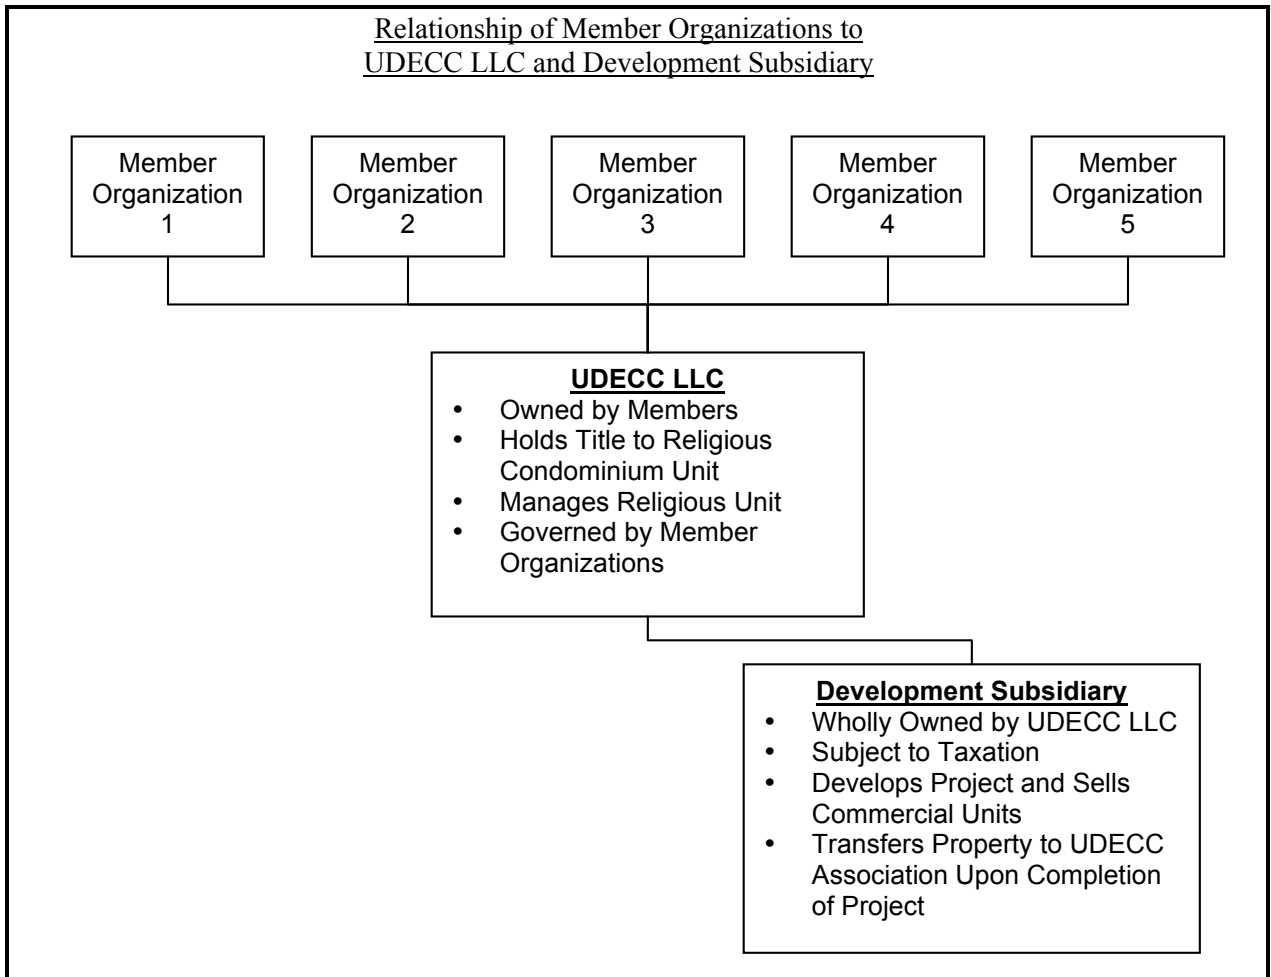 Relationship of Member Organizations to
UDECC LLC and Development Subsidiary
Member
Organization
1
Member
Organization
2
Member
Organization
3
Member
Organization
4
Member
Organization
5
UDECC LLC
• Owned by Members
• Holds Title to Religious
Condominium Unit
• Manages Religious Unit
• Governed by Member
Organizations
Development Subsidiary
• Wholly Owned by UDECC LLC
• Subject to Taxation
• Develops Project and Sells
Commercial Units
• Transfers Property to UDECC
Association Upon Completion
of Project